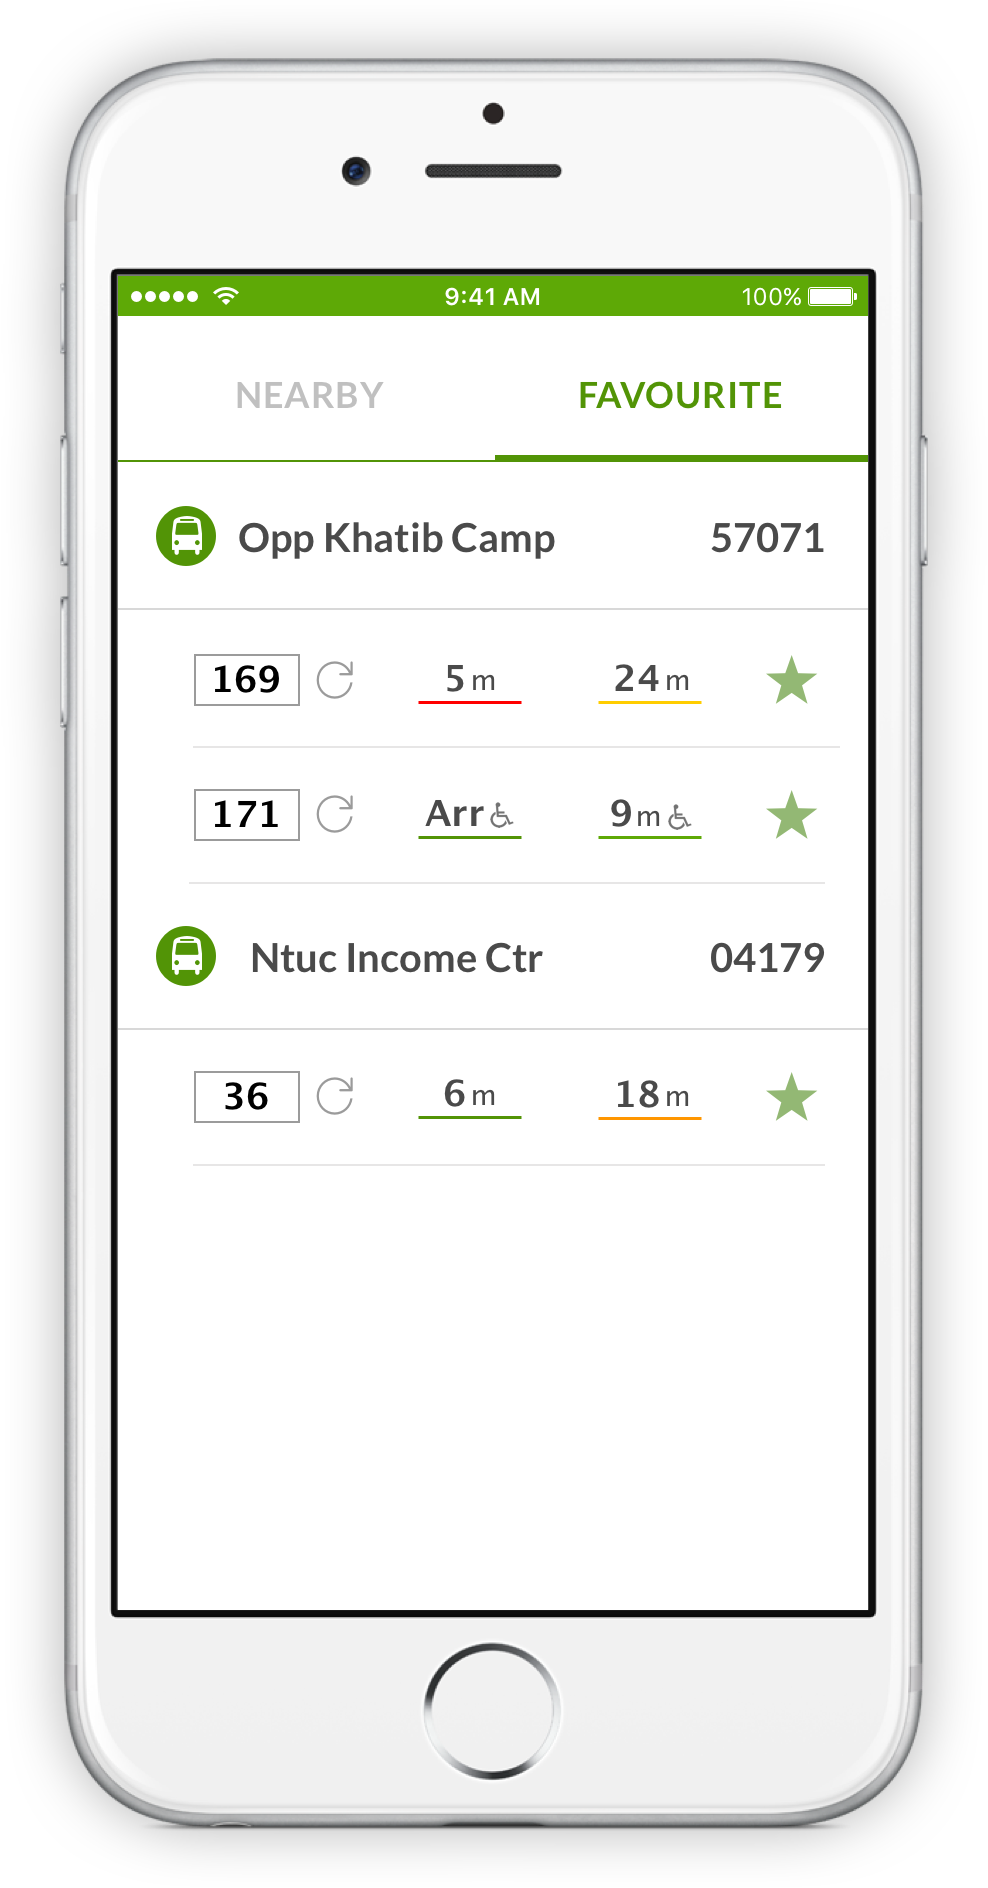 9:41 AM 100%
NEARBY FAVOURITE
Opp Khatib Camp 57071
169 5 m 24 m
171 Arr 9 m
Ntuc Income Ctr 04179
36 6 m 18 m